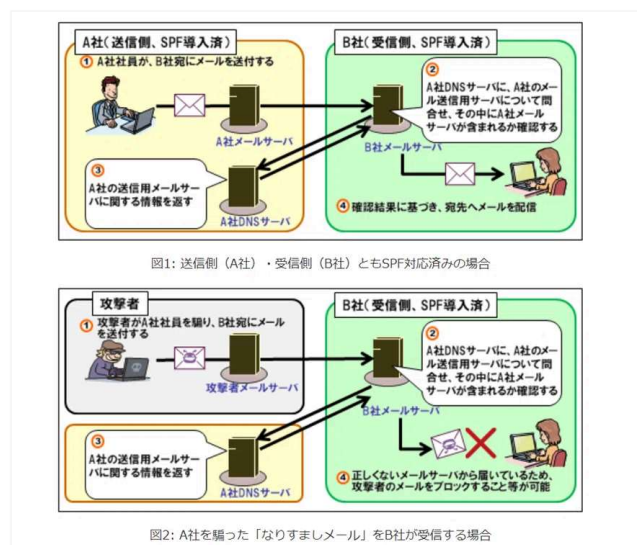 A社(送信側、SPF導入済)
① A社社員が、B社宛にメールを送付する
A社メールサーバ
③
A社の送信用メールサー
バに関する情報を返す
A社DNSサーバ
B社(受信側、SPF導入済)
②
A社DNSサーバに、A社のメー
ル送信用サーバについて問
合せ、その中にA社メール
サーバが含まれるか確認する
B社メールサーバ
④ 確認結果に基づき、宛先へメールを配信
図1: 送信側（A社）・受信側（B社）ともSPF対応済みの場合
攻撃者
① 攻撃者がA社社員を騙り、B社宛にメール
を送付する
攻撃者メールサーバ
③
A社の送信用メールサー
バに関する情報を返す
A社DNSサーバ
B社(受信側、SPF導入済)
②
A社DNSサーバに、A社のメー
ル送信用サーバについて問
合せ、その中にA社メール
サーバが含まれるか確認する
B社メールサーバ
④ 正しくないメールサーバから届いているため、
攻撃者のメールをブロックすること等が可能
図2: A社を騙った「なりすましメール」をB社が受信する場合